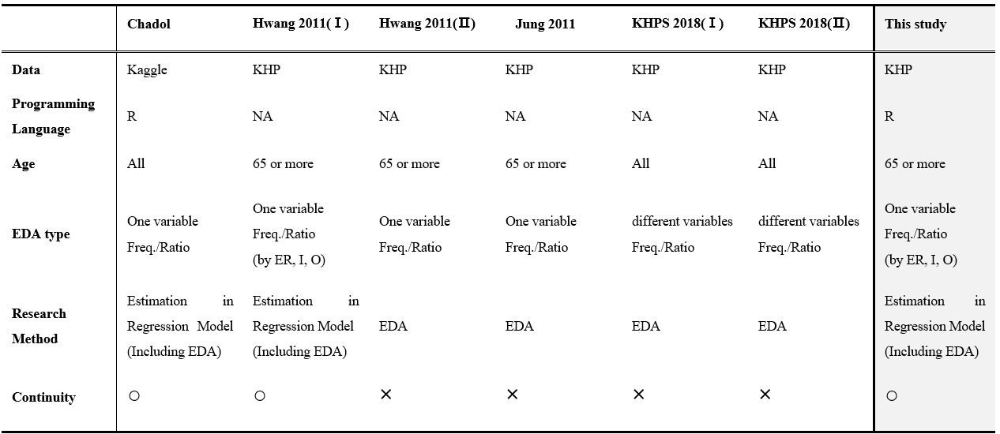 Chadol Hwang 2011(Ⅰ) Hwang 2011(Ⅱ) Jung 2011 KHPS 2018(Ⅰ) KHPS 2018(Ⅱ) This study
Data Kaggle KHP KHP KHP KHP KHP KHP
Programming
Language R NA NA NA NA NA R
Age All 65 or more 65 or more 65 or more All All 65 or more
EDA type
One variable
Freq./Ratio
One variable
Freq./Ratio
(by ER, I, O)
One variable
Freq./Ratio
One variable
Freq./Ratio
different variables
Freq./Ratio
different variables
Freq./Ratio
One variable
Freq./Ratio
(by ER, I, O)
Research
Method
Estimation in
Regression Model
(Including EDA)
Estimation in
Regression Model
(Including EDA)
EDA EDA EDA EDA
Estimation in
Regression Model
(Including EDA)
Continuity ○ ○ × × × × ○